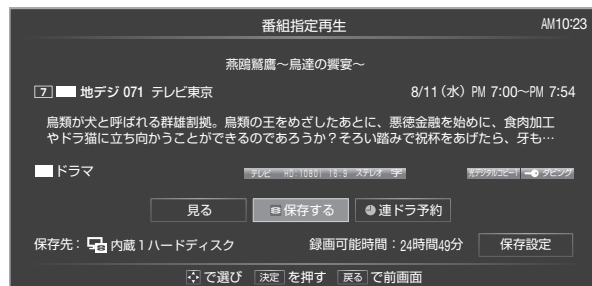 番組指定再生 AM10:23
燕鴎鷲鷹～鳥達の饗宴～
7 地デジ 071 テレビ東京 8/11 (水) PM 7:00～PM 7:54
鳥類が犬と呼ばれる群雄割拠。鳥類の王をめざしたあとに、悪徳金融を始めに、食肉加工
やドラ猫に立ち向かうことができるのであろうか？そろい踏みで祝杯をあげたら、牙も…
ドラマ テレビ HD:1080i 16:9 ステレオ 字 光デジタルコピー1 ダビング
見る 保存する 連ドラ予約
保存先： 内蔵1ハードディスク 録画可能時間：24時間49分 保存設定
で選び 決定 を押す 戻る で前画面